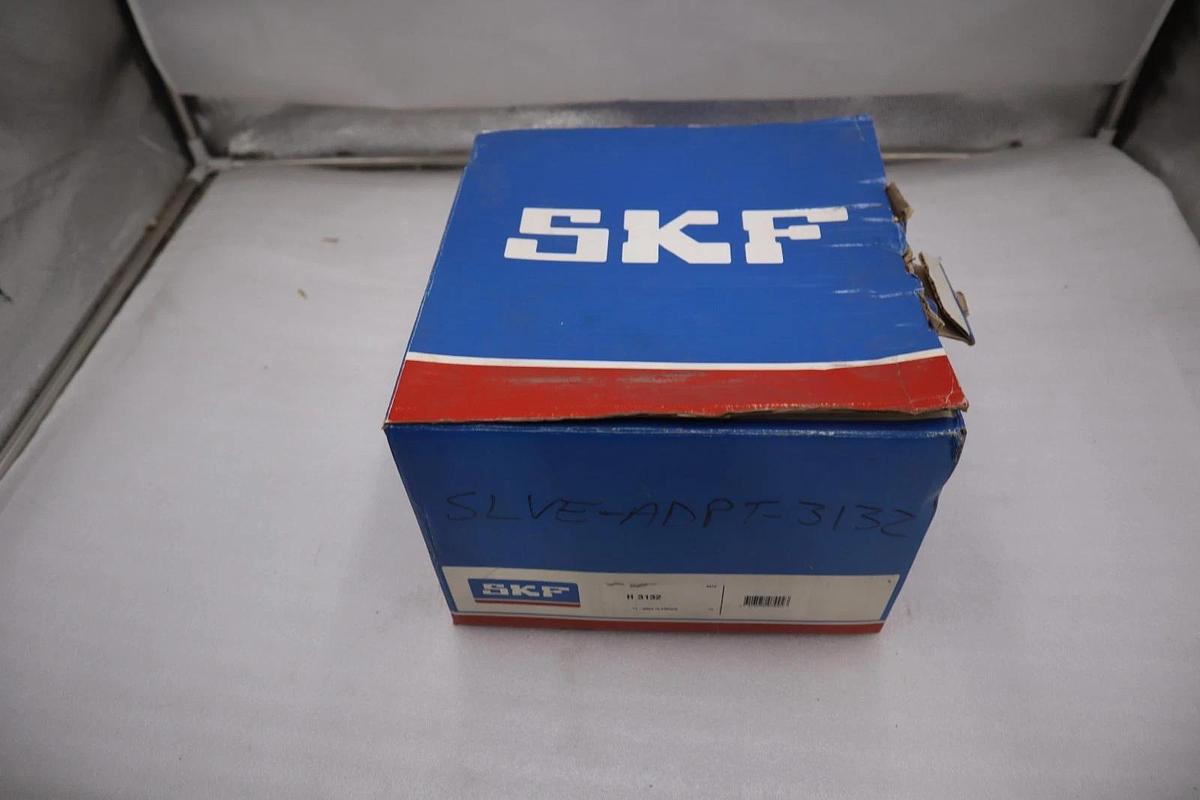 SKF
SLVE-ADPT-3132
SKF
H 3132